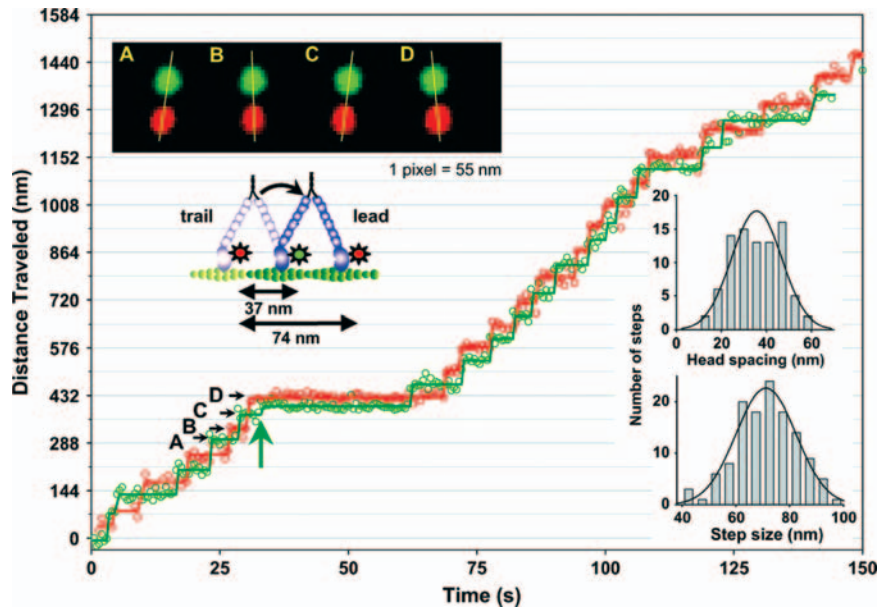 1584
1440
1296
1152
1008
864
720
576
432
288
144
0
Distance Traveled (nm)
A B C D
1 pixel = 55 nm
trail lead
37 nm
74 nm
D
C
B
A
20
15
10
5
0
0 20 40 60
Head spacing (nm)
Number of steps
20
10
0
40 60 80 100
Step size (nm)
0 25 50 75 100 125 150
Time (s)